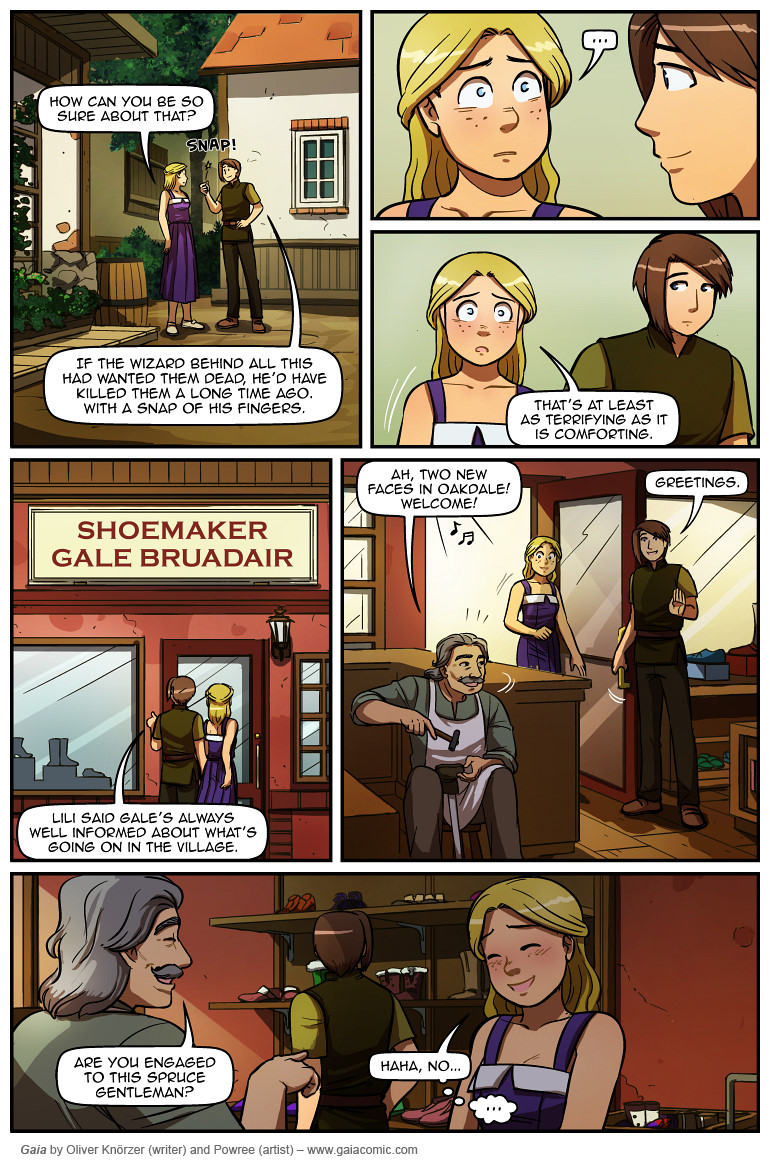 HOW CAN YOU BE SO
SURE ABOUT THAT?
SNAP!
IF THE WIZARD BEHIND ALL THIS
HAD WANTED THEM DEAD, HE'D HAVE
KILLED THEM A LONG TIME AGO.
WITH A SNAP OF HIS FINGERS.
...
THAT'S AT LEAST
AS TERRIFYING AS IT
IS COMFORTING.
SHOEMAKER
GALE BRUADAIR
LILI SAID GALE'S ALWAYS
WELL INFORMED ABOUT WHAT'S
GOING ON IN THE VILLAGE.
AH, TWO NEW
FACES IN OAKDALE!
WELCOME!
GREETINGS.
ARE YOU ENGAGED
TO THIS SPRUCE
GENTLEMAN?
HAHA, NO...
...
Gaia by Oliver Knörzer (writer) and Powree (artist) – www.gaiacomic.com